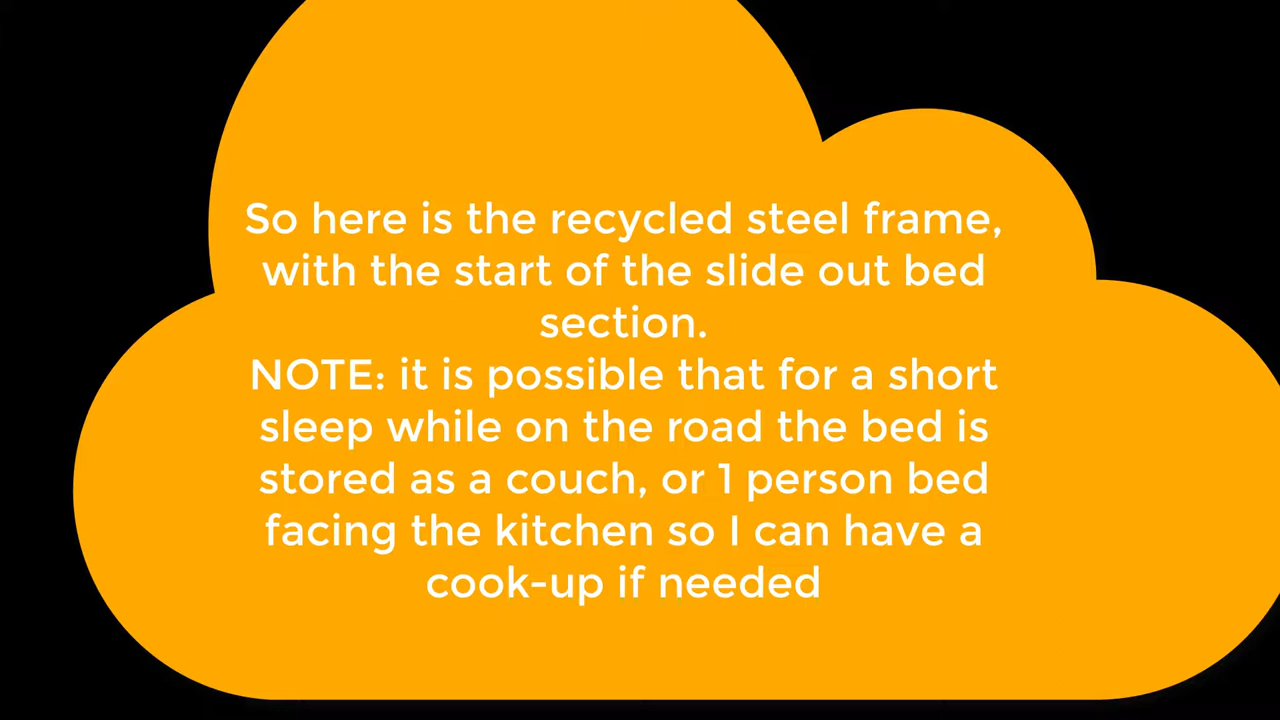 So here is the recycled steel frame,
with the start of the slide out bed
section.
NOTE: it is possible that for a short
sleep while on the road the bed is
stored as a couch, or 1 person bed
facing the kitchen so I can have a
cook-up if needed